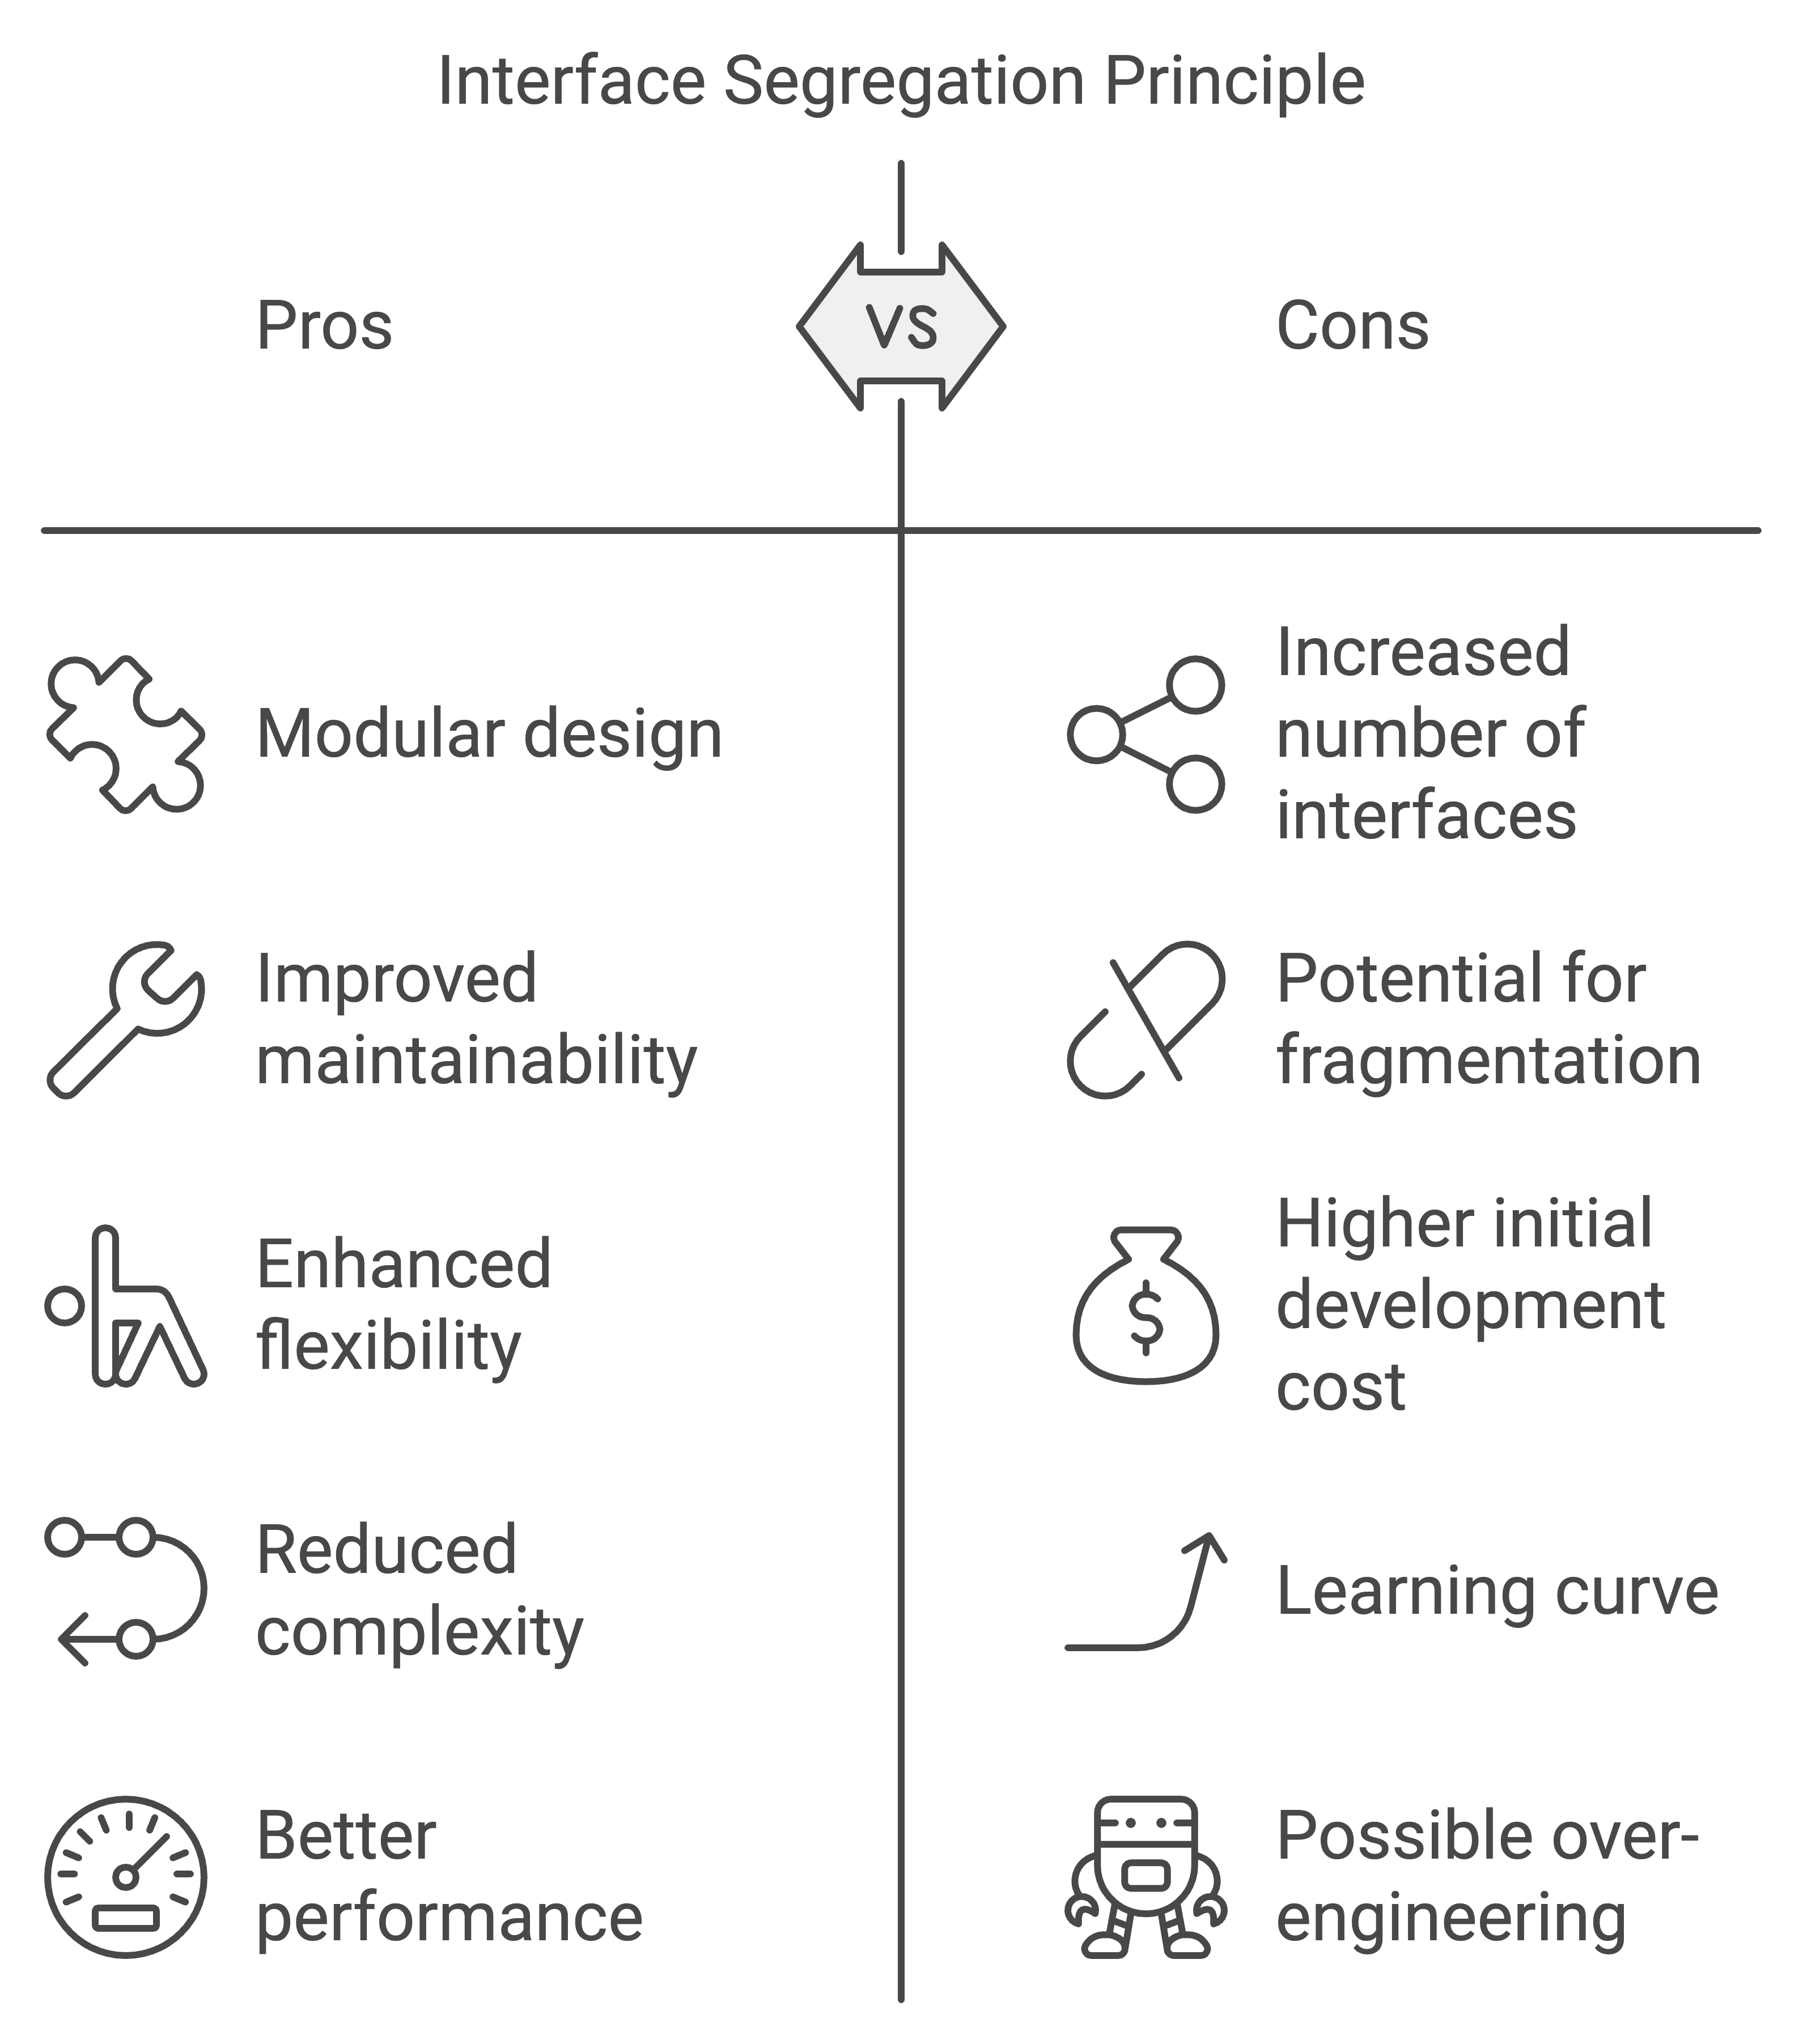 Interface Segregation Principle
Pros
VS
Cons
Modular design
Improved
maintainability
Enhanced
flexibility
Reduced
complexity
Better
performance
Increased
number of
interfaces
Potential for
fragmentation
$
Higher initial
development
cost
Learning curve
Possible over-
engineering